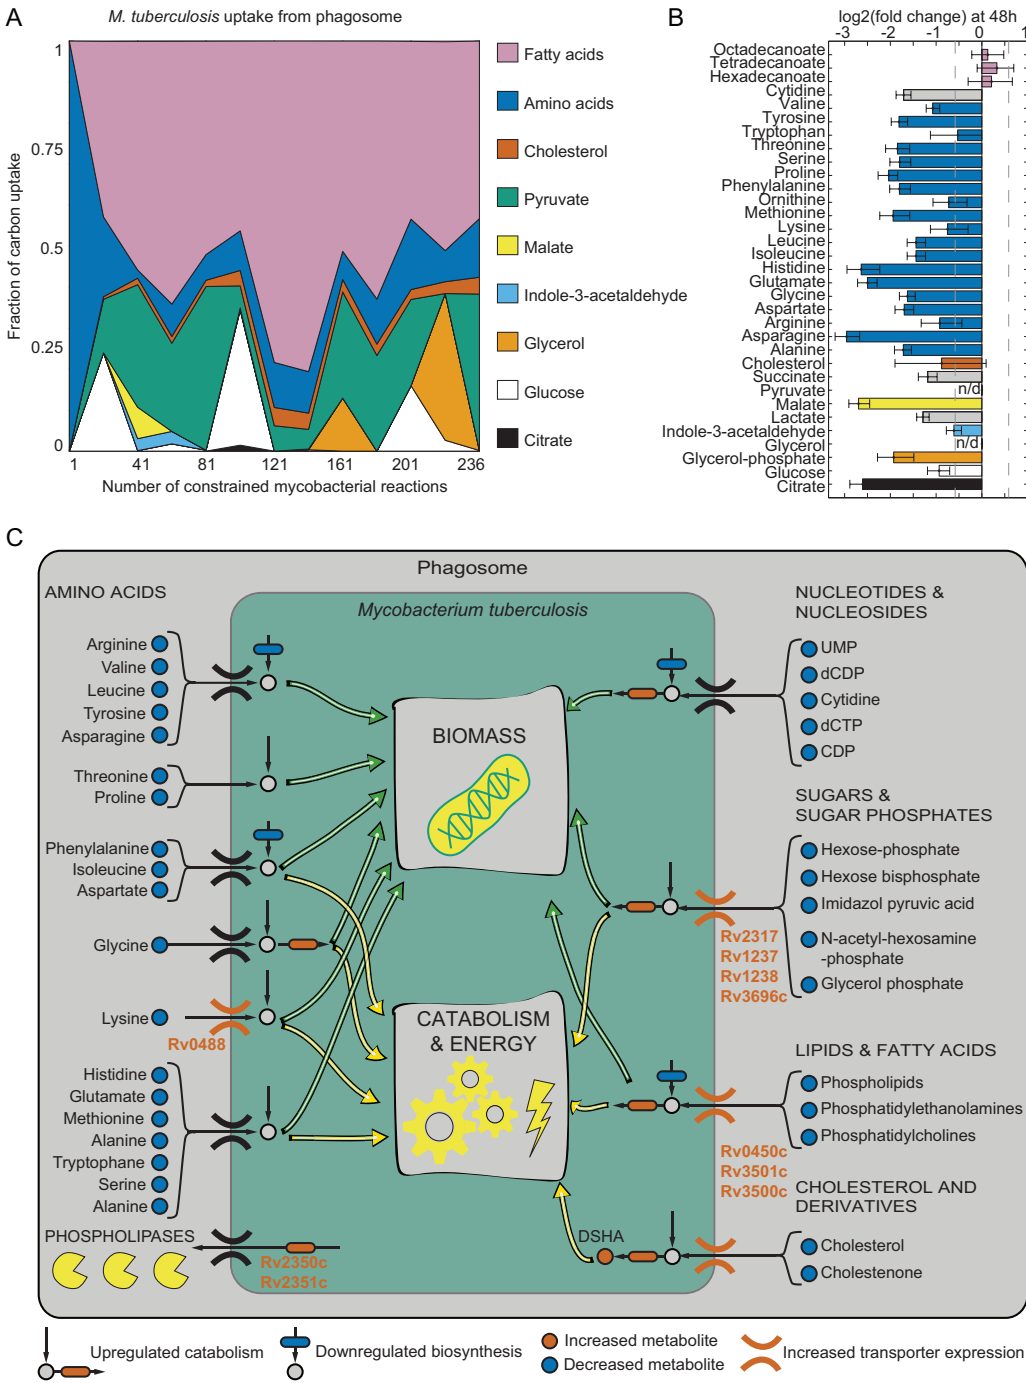 A
M. tuberculosis uptake from phagosome
Fraction of carbon uptake
1
0.75
0.5
0.25
0
1
41
81
121
161
201
236
Number of constrained mycobacterial reactions
Fatty acids
Amino acids
Cholesterol
Pyruvate
Malate
Indole-3-acetaldehyde
Glycerol
Glucose
Citrate
B
log2(fold change) at 48h
-3
-2
-1
0
1
Octadecanoate
Tetradecanoate
Hexadecanoate
Cytidine
Valine
Tyrosine
Tryptophan
Threonine
Serine
Proline
Phenylalanine
Ornithine
Methionine
Lysine
Leucine
Isoleucine
Histidine
Glutamate
Glycine
Aspartate
Arginine
Asparagine
Alanine
Cholesterol
Succinate
Pyruvate n/d
Malate
Lactate
Indole-3-acetaldehyde
Glycerol n/d
Glycerol-phosphate
Glucose
Citrate
C
Phagosome
Mycobacterium tuberculosis
AMINO ACIDS
Arginine
Valine
Leucine
Tyrosine
Asparagine
Threonine
Proline
Phenylalanine
Isoleucine
Aspartate
Glycine
Lysine
Rv0488
Histidine
Glutamate
Methionine
Alanine
Tryptophane
Serine
Alanine
PHOSPHOLIPASES
Rv2350c
Rv2351c
BIOMASS
CATABOLISM
& ENERGY
DSHA
NUCLEOTIDES &
NUCLEOSIDES
UMP
dCDP
Cytidine
dCTP
CDP
SUGARS &
SUGAR PHOSPHATES
Hexose-phosphate
Hexose bisphosphate
Imidazol pyruvic acid
N-acetyl-hexosamine
-phosphate
Glycerol phosphate
Rv2317
Rv1237
Rv1238
Rv3696c
LIPIDS & FATTY ACIDS
Phospholipids
Phosphatidylethanolamines
Phosphatidylcholines
Rv0450c
Rv3501c
Rv3500c
CHOLESTEROL AND
DERIVATIVES
Cholesterol
Cholestenone
Upregulated catabolism
Downregulated biosynthesis
Increased metabolite
Decreased metabolite
Increased transporter expression